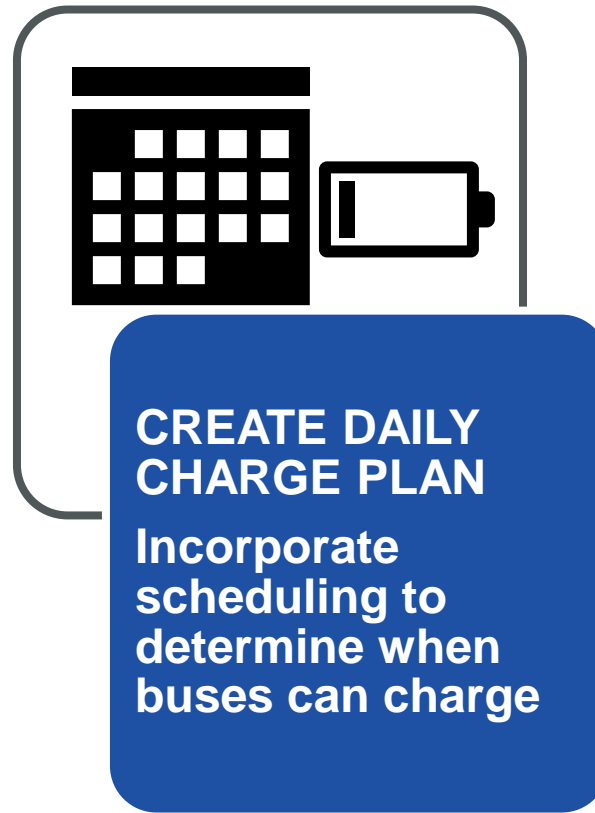 CREATE DAILY
CHARGE PLAN
Incorporate
scheduling to
determine when
buses can charge